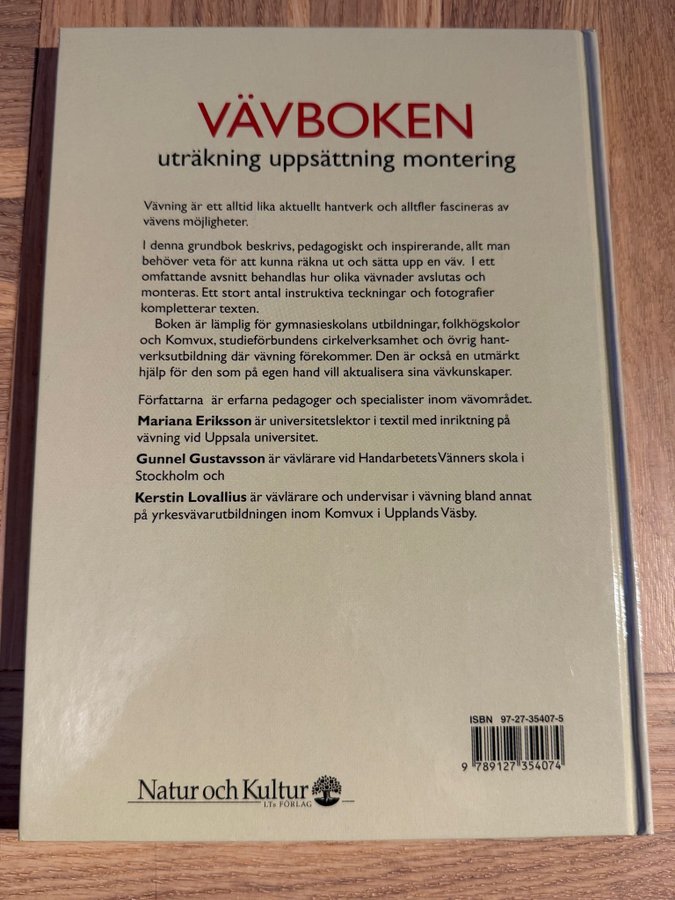 VÄVBOKEN
uträkning uppsättning montering
Vävning är ett alltid lika aktuellt hantverk och alltfler fascineras av
vävens möjligheter.
I denna grundbok beskrivs, pedagogiskt och inspirerande, allt man
behöver veta för att kunna räkna ut och sätta upp en väv. I ett
omfattande avsnitt behandlas hur olika vävnader avslutas och
monteras. Ett stort antal instruktiva teckningar och fotografier
kompletterar texten.
Boken är lämplig för gymnasieskolans utbildningar, folkhögskolor
och Komvux, studieförbundens cirkelverksamhet och övrig hant-
verksutbildning där vävning förekommer. Den är också en utmärkt
hjälp för den som på egen hand vill aktualisera sina vävkunskaper.
Författarna är erfarna pedagoger och specialister inom vävområdet.
Mariana Eriksson är universitetslektor i textil med inriktning på
vävning vid Uppsala universitet.
Gunnel Gustavsson är vävlärare vid Handarbetets Vänners skola i
Stockholm och
Kerstin Lovallius är vävlärare och undervisar i vävning bland annat
på yrkesvävarutbildningen inom Komvux i Upplands Väsby.
ISBN 97-27-35407-5
9 789127 354074
Natur och Kultur
LTs FÖRLAG